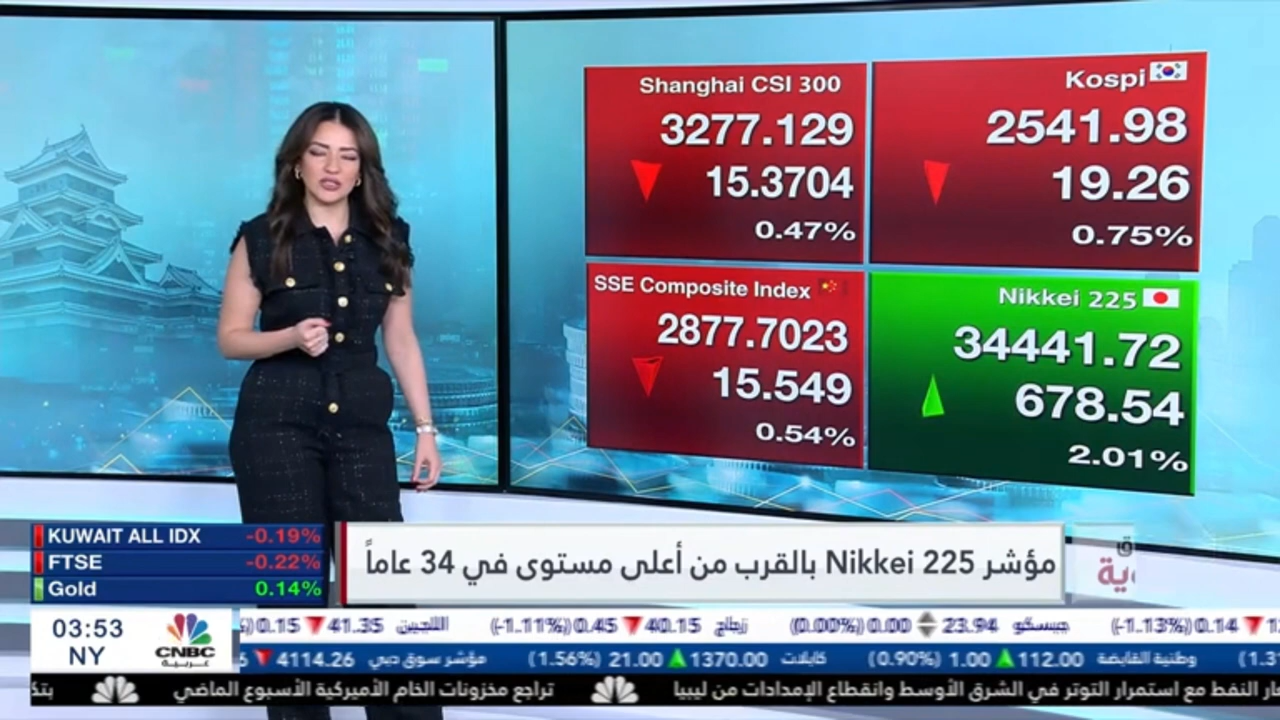 Shanghai CSI 300
3277.129
15.3704
0.47%
Kospi
2541.98
19.26
0.75%
SSE Composite Index
2877.7023
15.549
0.54%
Nikkei 225
34441.72
678.54
2.01%
KUWAIT ALL IDX -0.19%
FTSE -0.22%
Gold 0.14%
مؤشر Nikkei 225 بالقرب من أعلى مستوى في 34 عاماً
03:53
NY
CNBC
عربية
(-1.13%) 0.14
جيسكو 23.94 0.00 (0.00%)
زجاج 40.15 0.45 (-1.11%)
اللجين 41.35 0.15
وطنية القابضة 112.00 1.00 (0.90%)
كابلات 1370.00 21.00 (1.56%)
مؤشر سوق دبي 4114.26
النفط مع استمرار التوتر في الشرق الأوسط وانقطاع الإمدادات من ليبيا
تراجع مخزونات الخام الأميركية الأسبوع الماضي